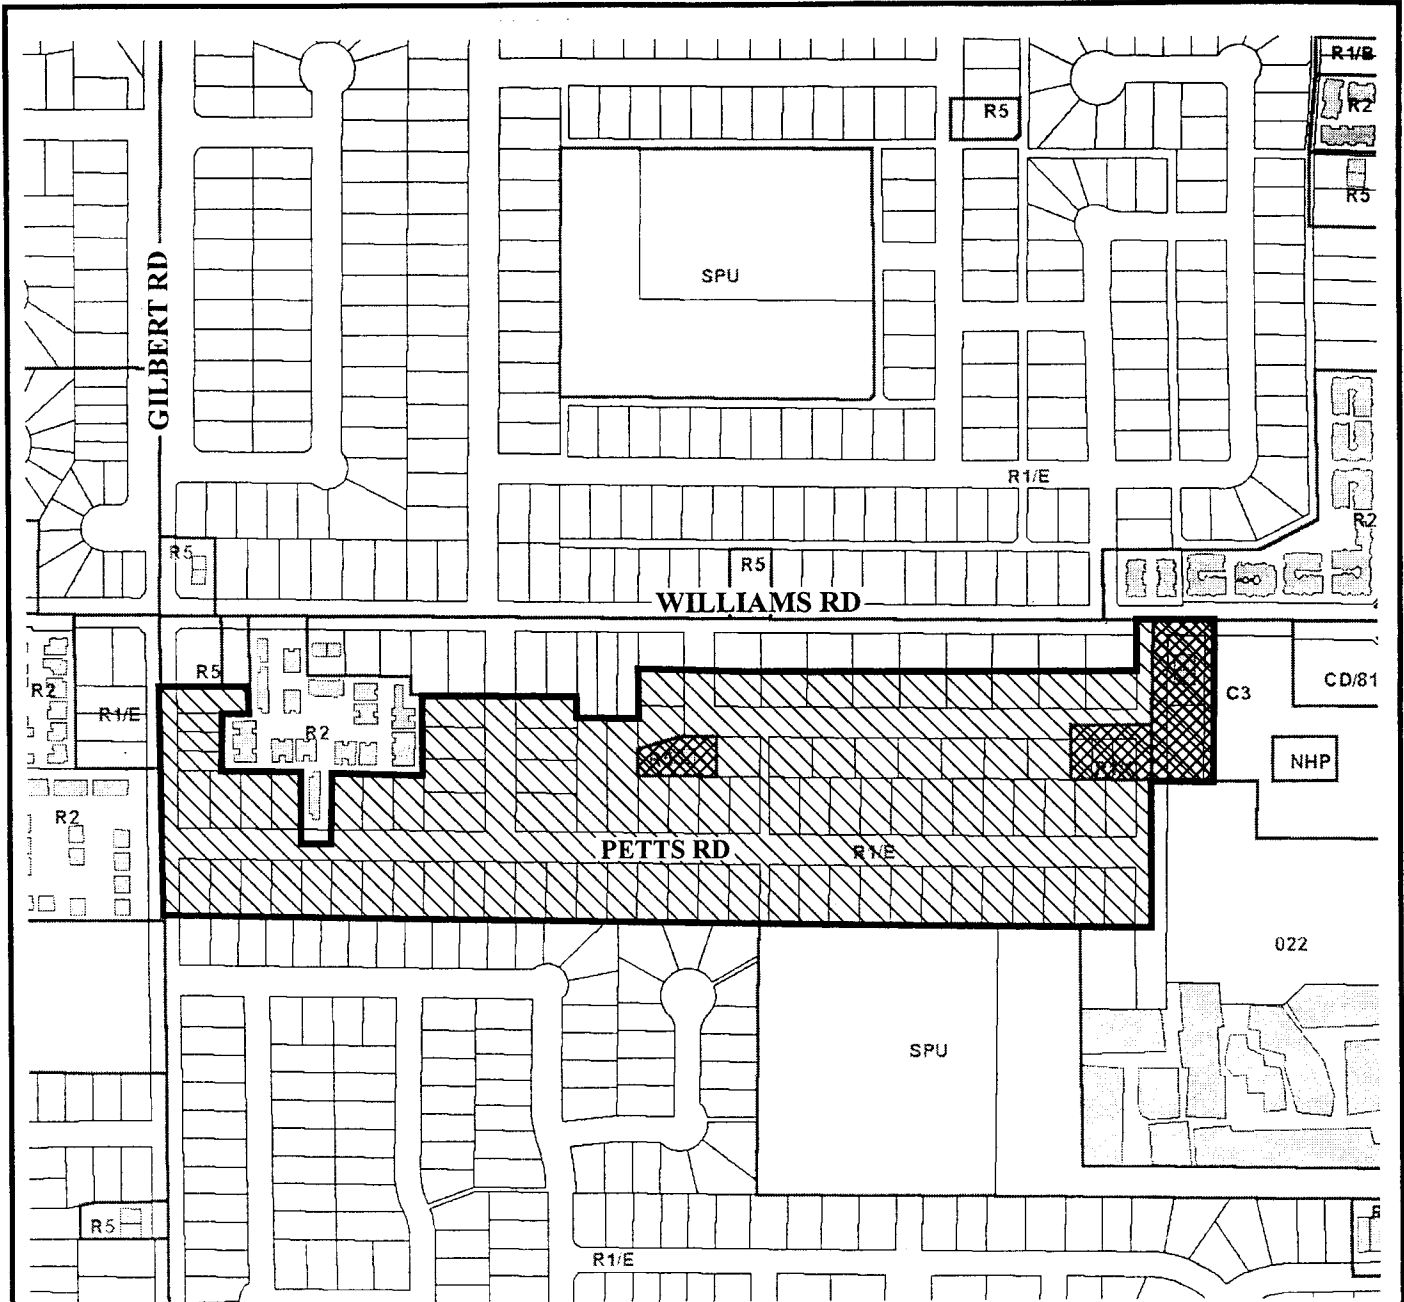 R1/B
R5
R2
R5
SPU
GILBERT RD
R1/E
R2
R5
R5
WILLIAMS RD
R5
R2
R1/E
R2
C3
CD/81
NHP
R2
PETTS RD
R1/E
022
SPU
R5
R1/E